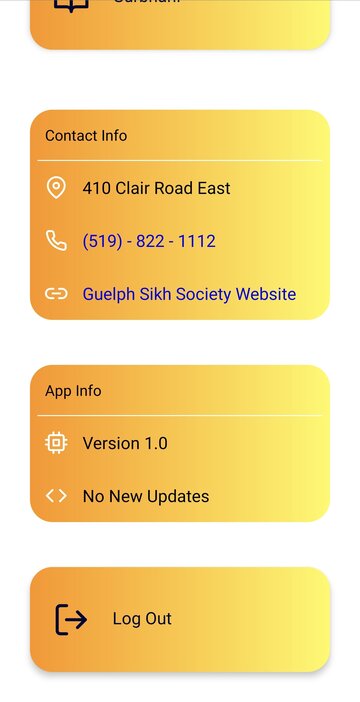 Contact Info
410 Clair Road East
(519) - 822 - 1112
Guelph Sikh Society Website
App Info
Version 1.0
No New Updates
Log Out